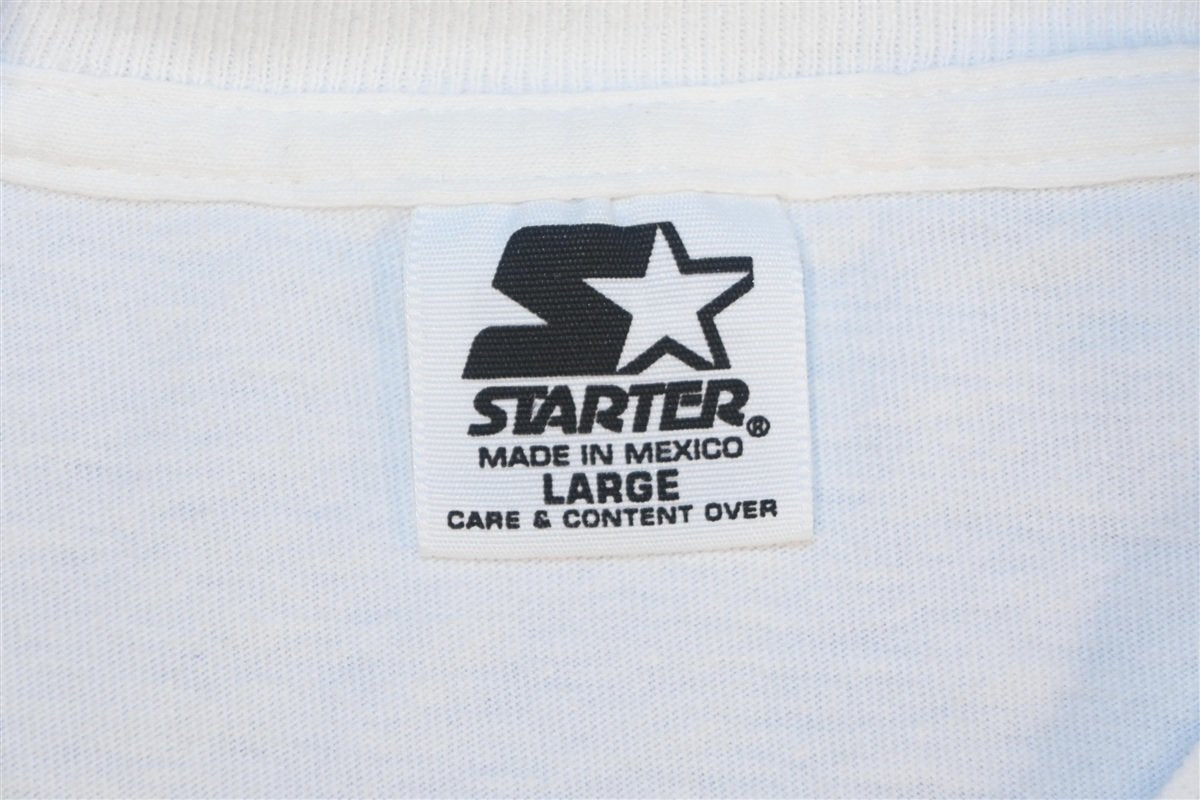 STARTER®
MADE IN MEXICO
LARGE
CARE & CONTENT OVER